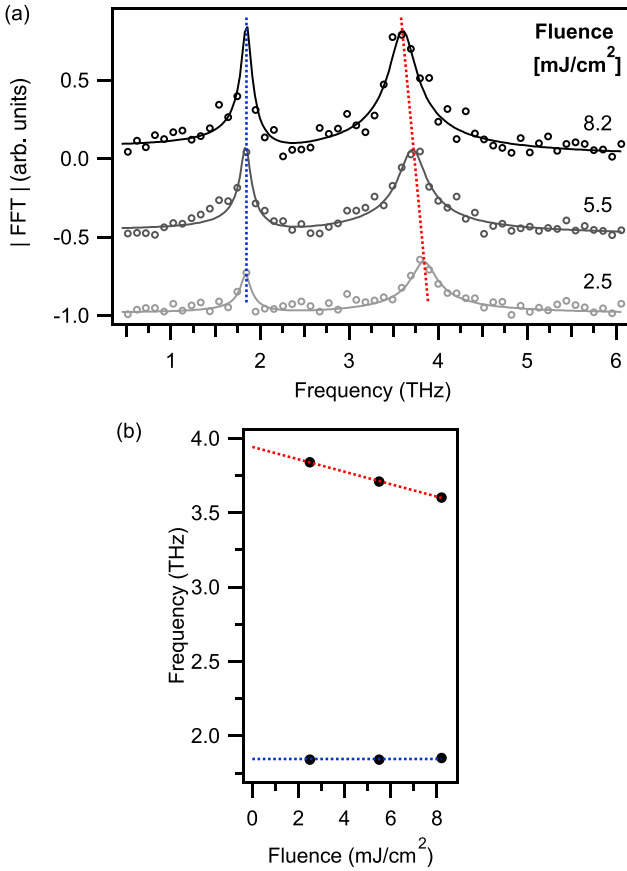 (a)
Fluence
[mJ/cm²]
8.2
5.5
2.5
| FFT | (arb. units)
0.5
0.0
-0.5
-1.0
1 2 3 4 5 6
Frequency (THz)
(b)
Frequency (THz)
4.0
3.5
3.0
2.5
2.0
0 2 4 6 8
Fluence (mJ/cm²)